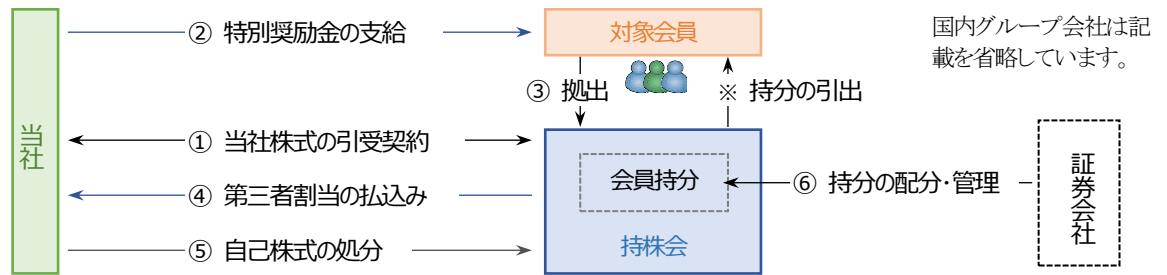 ② 特別奨励金の支給
対象会員
国内グループ会社は記
載を省略しています。
③ 拠出
※ 持分の引出
当社
① 当社株式の引受契約
会員持分
⑥ 持分の配分・管理
証券会社
④ 第三者割当の払込み
⑤ 自己株式の処分
持株会